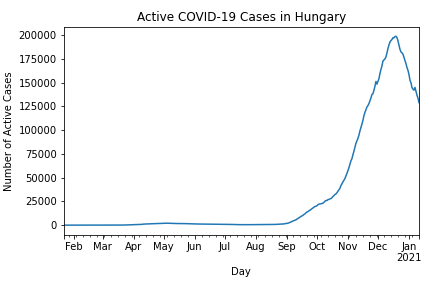 Active COVID-19 Cases in Hungary
200000
175000
150000
125000
100000
75000
50000
25000
0
Number of Active Cases
Feb Mar Apr May Jun Jul Aug Sep Oct Nov Dec Jan
2021
Day